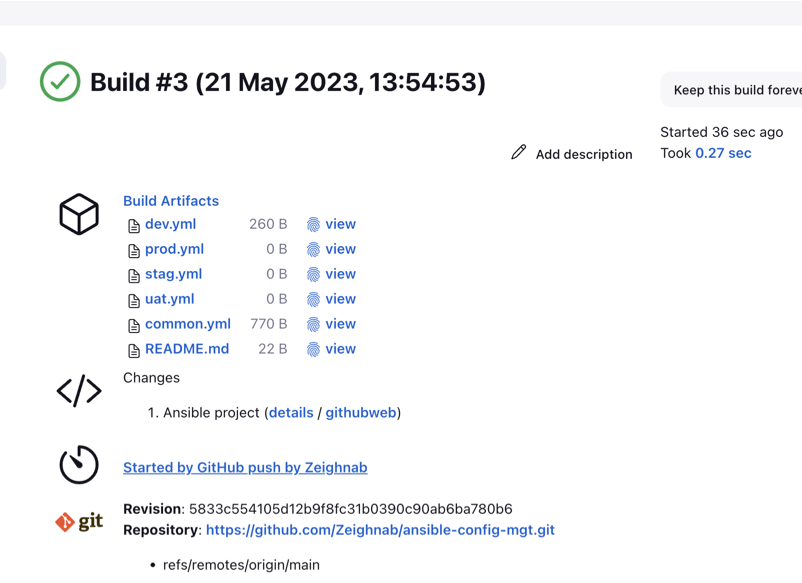 Build #3 (21 May 2023, 13:54:53)
Keep this build foreve
Started 36 sec ago
Add description
Took 0.27 sec
Build Artifacts
dev.yml 260 B view
prod.yml 0 B view
stag.yml 0 B view
uat.yml 0 B view
common.yml 770 B view
README.md 22 B view
Changes
1. Ansible project (details / githubweb)
Started by GitHub push by Zeighnab
git
Revision: 5833c554105d12b9f8fc31b0390c90ab6ba780b6
Repository: https://github.com/Zeighnab/ansible-config-mgt.git
• refs/remotes/origin/main